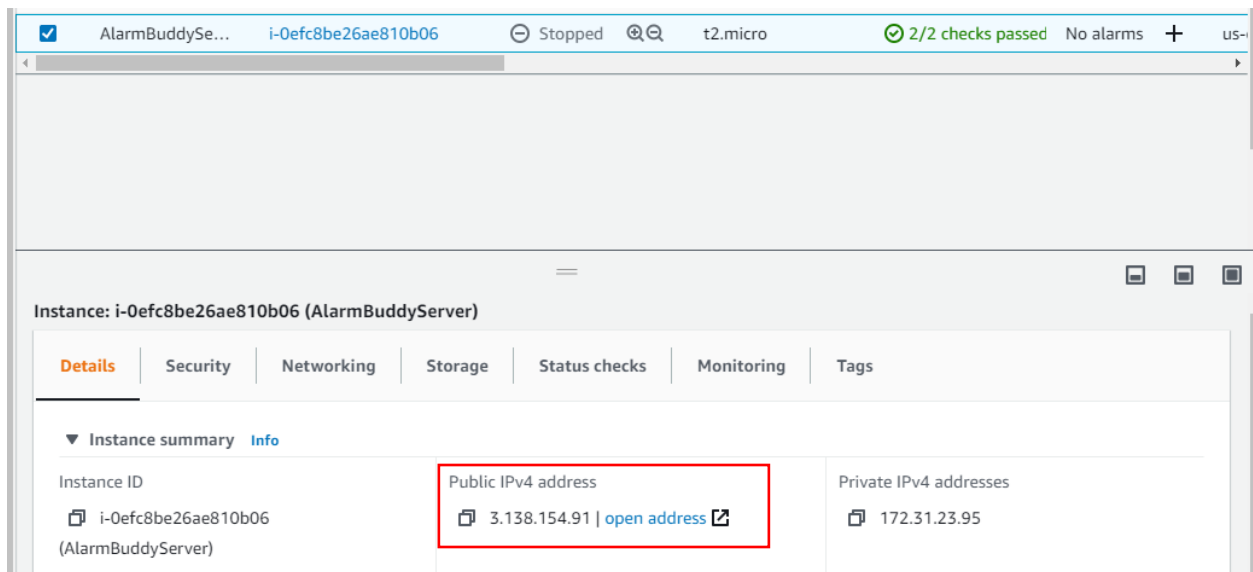 AlarmBuddySe... i-0efc8be26ae810b06 Stopped t2.micro 2/2 checks passed No alarms + us-
Instance: i-0efc8be26ae810b06 (AlarmBuddyServer)
Details Security Networking Storage Status checks Monitoring Tags
▼ Instance summary Info
Instance ID Public IPv4 address Private IPv4 addresses
i-0efc8be26ae810b06 3.138.154.91 | open address 172.31.23.95
(AlarmBuddyServer)